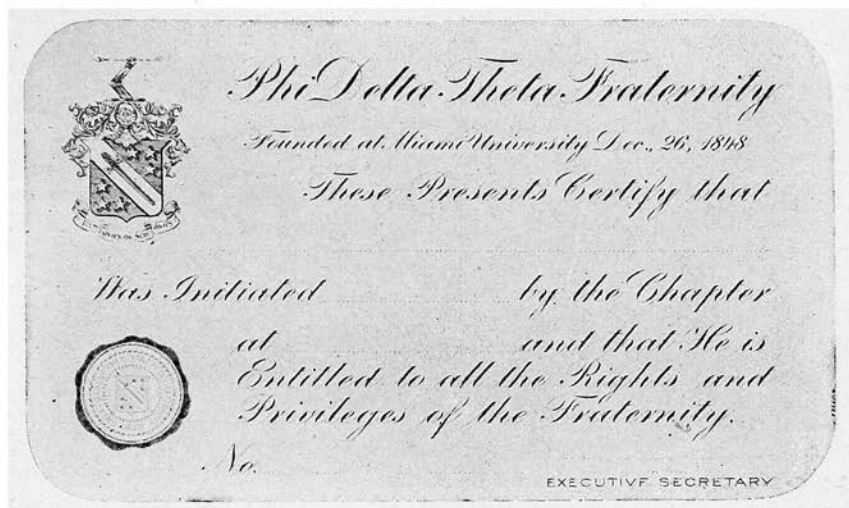 Phi Delta Theta Fraternity
Founded at Miami University Dec., 26, 1848
These Presents Certify that
Was Initiated by the Chapter
at and that He is
Entitled to all the Rights and
Privileges of the Fraternity.
No.
EXECUTIVE SECRETARY